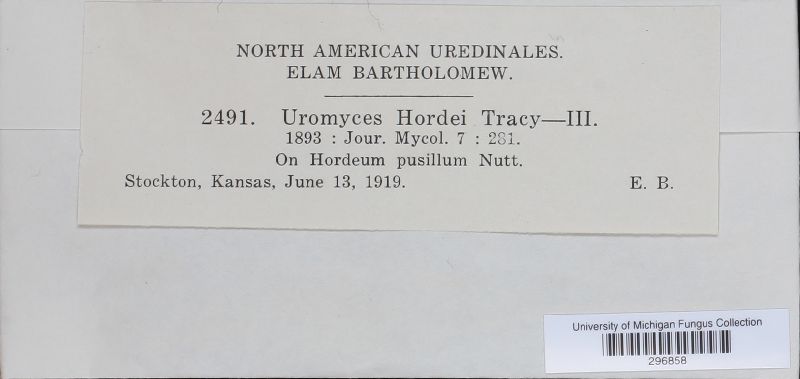 NORTH AMERICAN UREDINALES.
ELAM BARTHOLOMEW.
2491. Uromyces Hordei Tracy—III.
1893 : Jour. Mycol. 7 : 281.
On Hordeum pusillum Nutt.
Stockton, Kansas, June 13, 1919. E. B.
University of Michigan Fungus Collection
296858